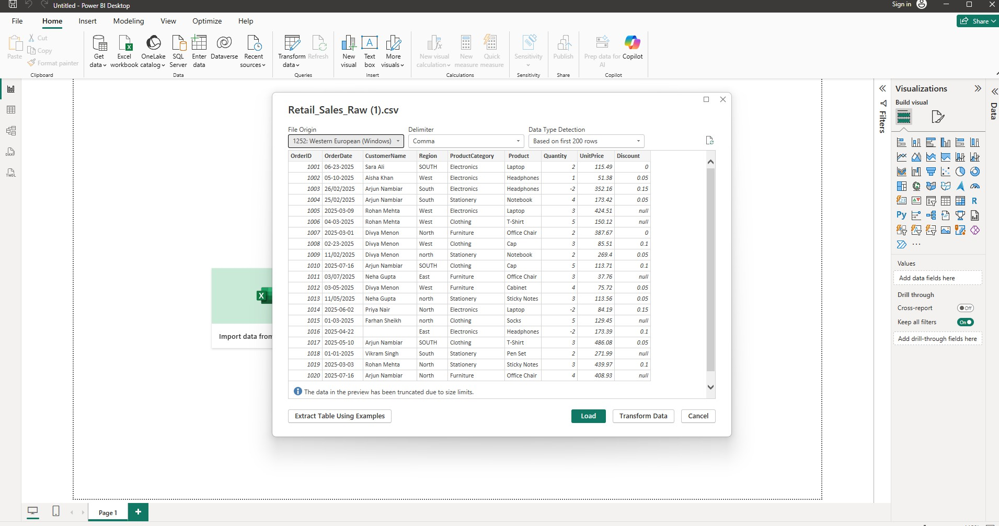 Untitled - Power BI Desktop
Sign in
File Home Insert Modeling View Optimize Help
Share
Paste
Cut
Copy
Format painter
Clipboard
Get data
Excel workbook
OneLake catalog
SQL Server
Enter data
Dataverse
Recent sources
Data
Transform data
Refresh
Queries
New visual
Text box
More visuals
Insert
New visual calculation
New measure
Quick measure
Calculations
Sensitivity
Sensitivity
Publish
Share
Prep data for AI
Copilot
Copilot
Import data from
Retail_Sales_Raw (1).csv
File Origin Delimiter Data Type Detection
1252: Western European (Windows) Comma Based on first 200 rows
OrderID OrderDate CustomerName Region ProductCategory Product Quantity UnitPrice Discount
1001 06-23-2025 Sara Ali SOUTH Electronics Laptop 2 115.49 0
1002 05-10-2025 Aisha Khan West Electronics Headphones 1 51.38 0.05
1003 26/02/2025 Arjun Nambiar South Electronics Headphones -2 352.16 0.15
1004 25/02/2025 Arjun Nambiar South Stationery Notebook 4 173.42 0.05
1005 2025-03-09 Rohan Mehta West Electronics Laptop 3 424.51 null
1006 04-03-2025 Rohan Mehta West Clothing T-Shirt 5 150.12 null
1007 2025-03-01 Divya Menon North Furniture Office Chair 2 387.67 0
1008 02-23-2025 Divya Menon West Clothing Cap 3 85.51 0.1
1009 11/02/2025 Divya Menon north Stationery Notebook 2 269.4 0.05
1010 2025-07-16 Arjun Nambiar SOUTH Clothing Cap 5 113.71 0.1
1011 03/07/2025 Neha Gupta East Furniture Office Chair 3 37.76 null
1012 03-05-2025 Divya Menon West Furniture Cabinet 4 75.72 0.05
1013 11/05/2025 Neha Gupta north Stationery Sticky Notes 3 113.56 0.05
1014 2025-06-02 Priya Nair North Electronics Laptop -2 84.19 0.15
1015 01-03-2025 Farhan Sheikh north Clothing Socks 5 129.45 null
1016 2025-04-22 East Electronics Headphones -2 173.39 0.1
1017 2025-05-10 Arjun Nambiar SOUTH Clothing T-Shirt 3 486.08 0.05
1018 01-01-2025 Vikram Singh South Stationery Pen Set 2 271.99 null
1019 2025-03-03 Rohan Mehta North Stationery Sticky Notes 3 439.97 0.1
1020 2025-07-16 Arjun Nambiar North Furniture Office Chair 4 408.93 null
The data in the preview has been truncated due to size limits.
Extract Table Using Examples Load Transform Data Cancel
Filters
Visualizations
Build visual
123
R
Py
Values
Add data fields here
Drill through
Cross-report Off
Keep all filters On
Add drill-through fields here
Data
DAX
TMDL
Page 1